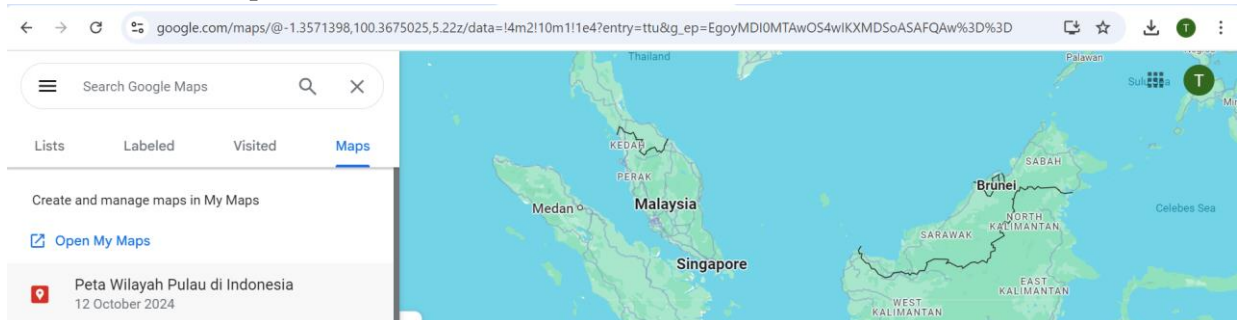 google.com/maps/@-1.3571398,100.3675025,5.22z/data=!4m2!10m1!1e4?entry=ttu&g_ep=EgoyMDI0MTAwOS4wIKXMDSoASAFQAw%3D%3D
T
Search Google Maps
Lists Labeled Visited Maps
Create and manage maps in My Maps
Open My Maps
Peta Wilayah Pulau di Indonesia
12 October 2024
Thailand
Palawan
T
KEDAH
PERAK
Medan
Malaysia
Singapore
SABAH
Brunei
NORTH
KALIMANTAN
SARAWAK
Celebes Sea
EAST
KALIMANTAN
WEST
KALIMANTAN